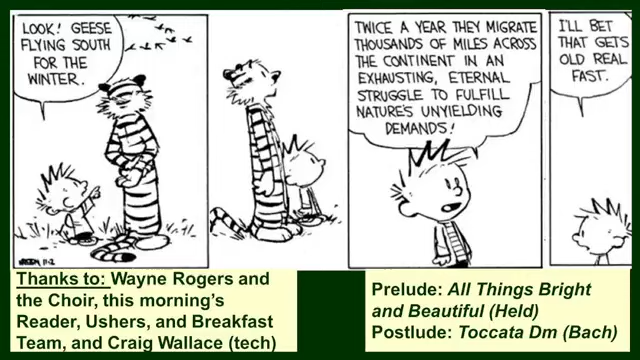 LOOK! GEESE
FLYING SOUTH
FOR THE
WINTER.
TWICE A YEAR THEY MIGRATE
THOUSANDS OF MILES ACROSS
THE CONTINENT IN AN
EXHAUSTING, ETERNAL
STRUGGLE TO FULFILL
NATURE'S UNYIELDING
DEMANDS!
I'LL BET
THAT GETS
OLD REAL
FAST.
11-2
Thanks to: Wayne Rogers and
the Choir, this morning's
Reader, Ushers, and Breakfast
Team, and Craig Wallace (tech)
Prelude: All Things Bright
and Beautiful (Held)
Postlude: Toccata Dm (Bach)